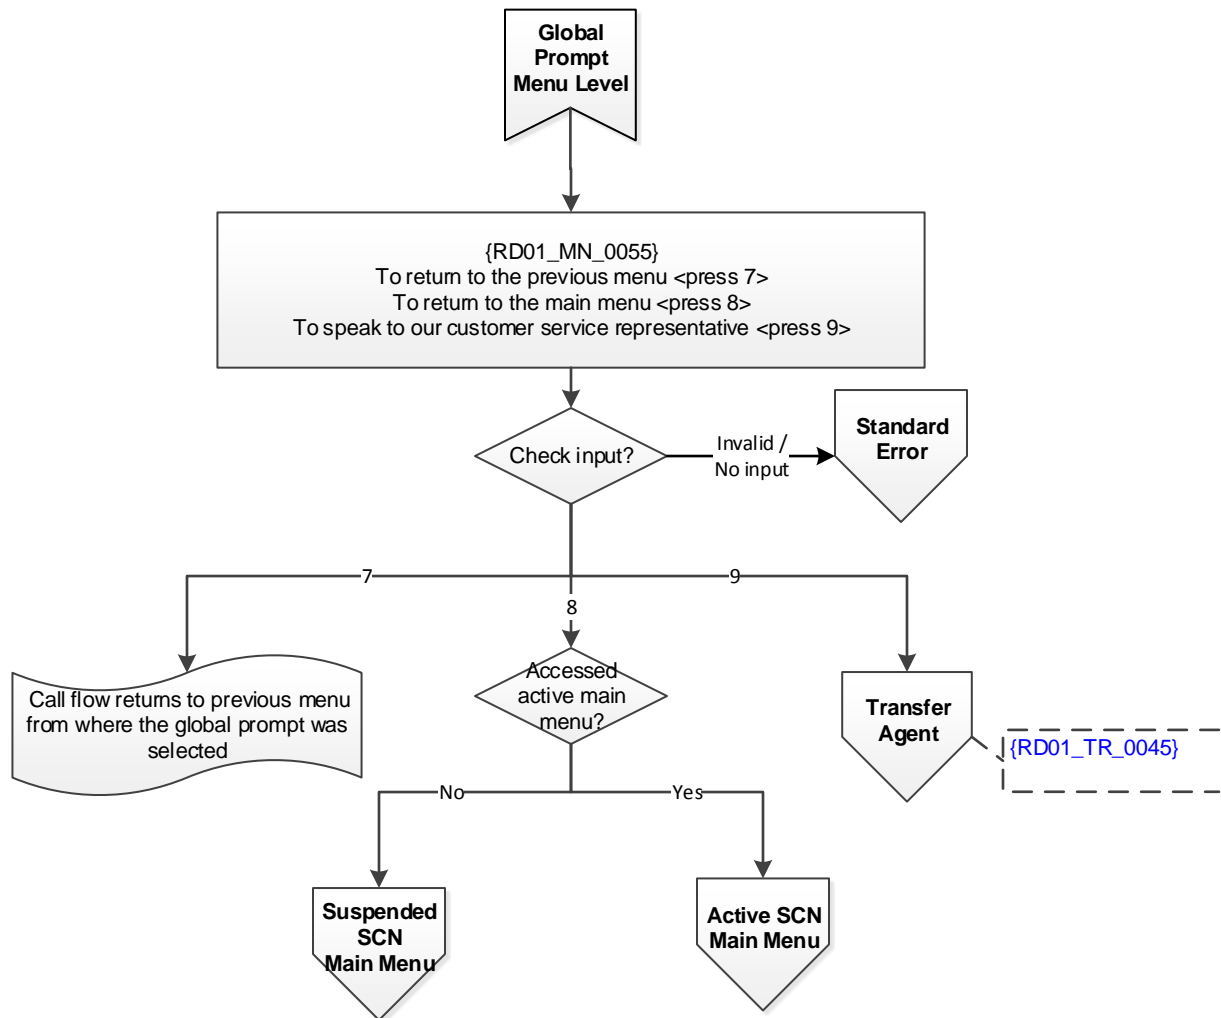 Global
Prompt
Menu Level
{RD01_MN_0055}
To return to the previous menu <press 7>
To return to the main menu <press 8>
To speak to our customer service representative <press 9>
Check input?
Invalid /
No input
Standard
Error
7
8
9
Call flow returns to previous menu
from where the global prompt was
selected
Accessed
active main
menu?
Transfer
Agent
{RD01_TR_0045}
No
Yes
Suspended
SCN
Main Menu
Active SCN
Main Menu